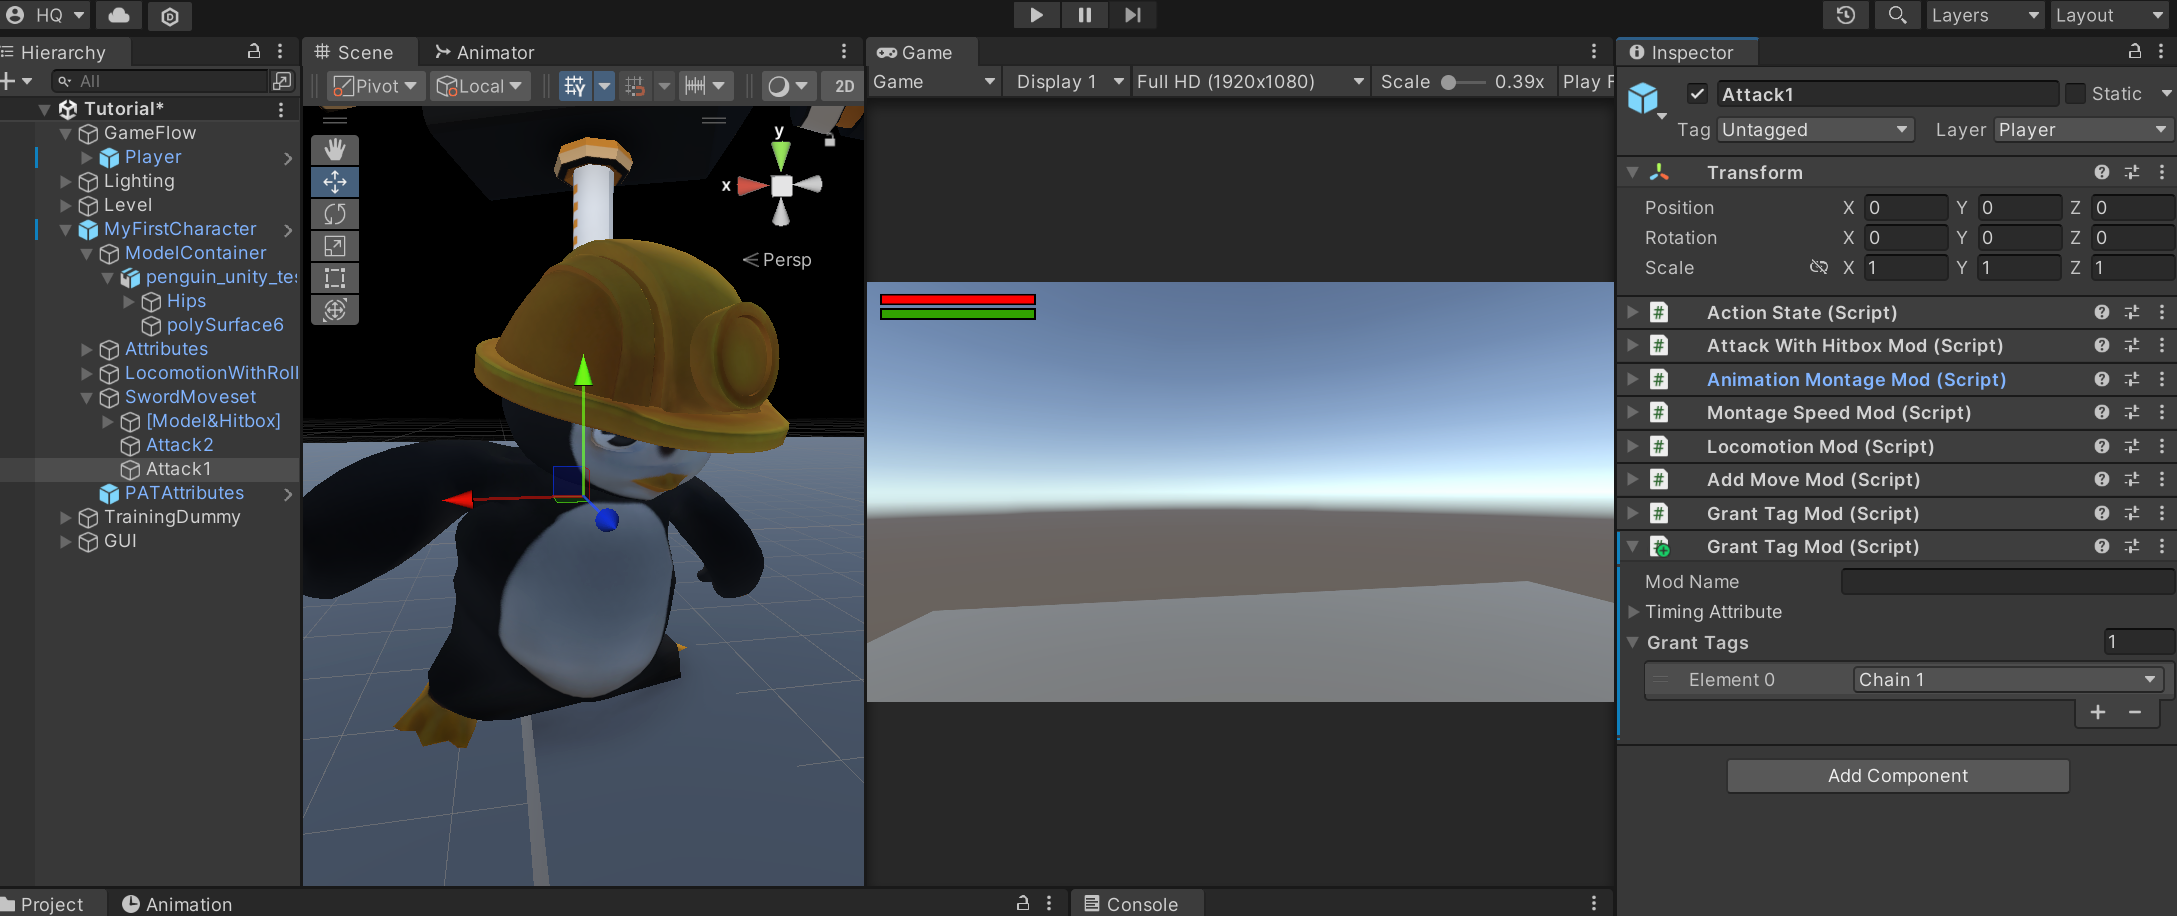 HQ
Layers
Layout
Hierarchy
Scene
Animator
Game
Inspector
All
Pivot
Local
2D
Game
Display 1
Full HD (1920x1080)
Scale
0.39x
Play F
Attack1
Static
Tag
Untagged
Layer
Player
Tutorial*
GameFlow
Player
Lighting
Level
MyFirstCharacter
ModelContainer
penguin_unity_tes
Hips
polySurface6
Attributes
LocomotionWithRoll
SwordMoveset
[Model&Hitbox]
Attack2
Attack1
PATAttributes
TrainingDummy
GUI
y
x
Persp
Transform
Position X 0 Y 0 Z 0
Rotation X 0 Y 0 Z 0
Scale X 1 Y 1 Z 1
# Action State (Script)
# Attack With Hitbox Mod (Script)
# Animation Montage Mod (Script)
# Montage Speed Mod (Script)
# Locomotion Mod (Script)
# Add Move Mod (Script)
# Grant Tag Mod (Script)
# Grant Tag Mod (Script)
Mod Name
Timing Attribute
Grant Tags 1
Element 0 Chain 1
+ −
Add Component
Project
Animation
Console